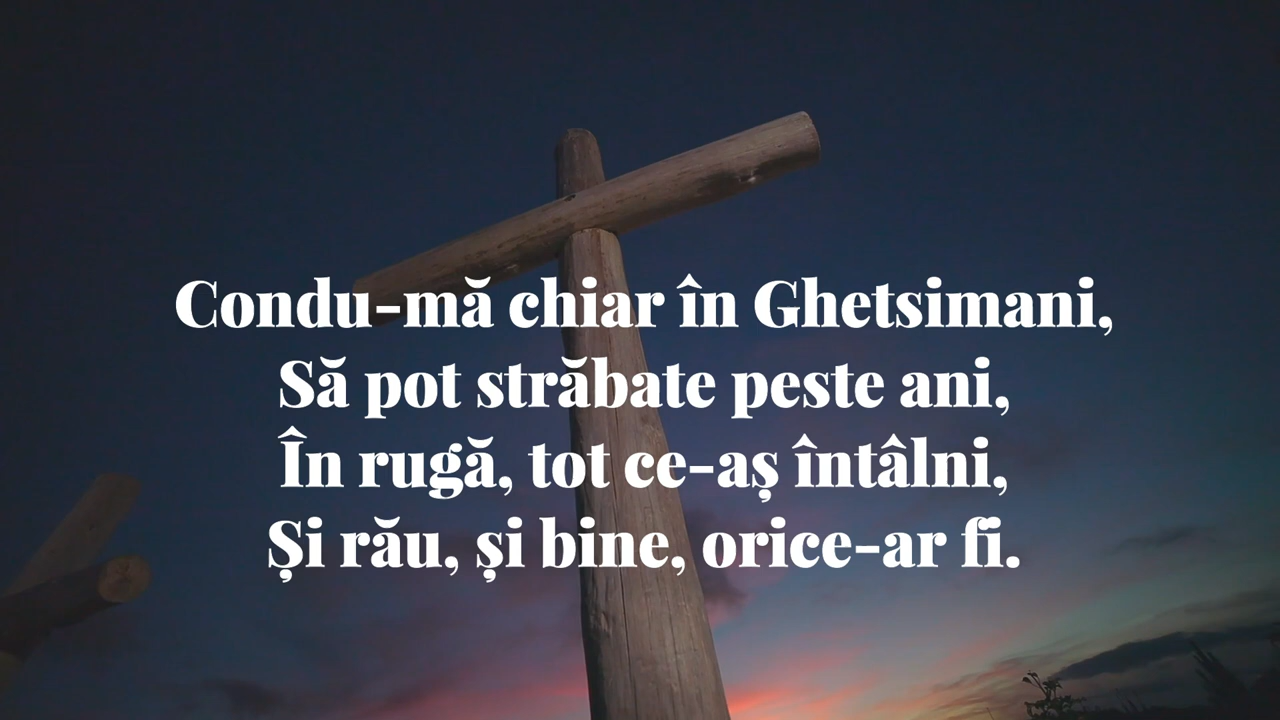 Condu-mă chiar în Ghetsimani,
Să pot străbate peste ani,
În rugă, tot ce-aș întâlni,
Și rău, și bine, orice-ar fi.